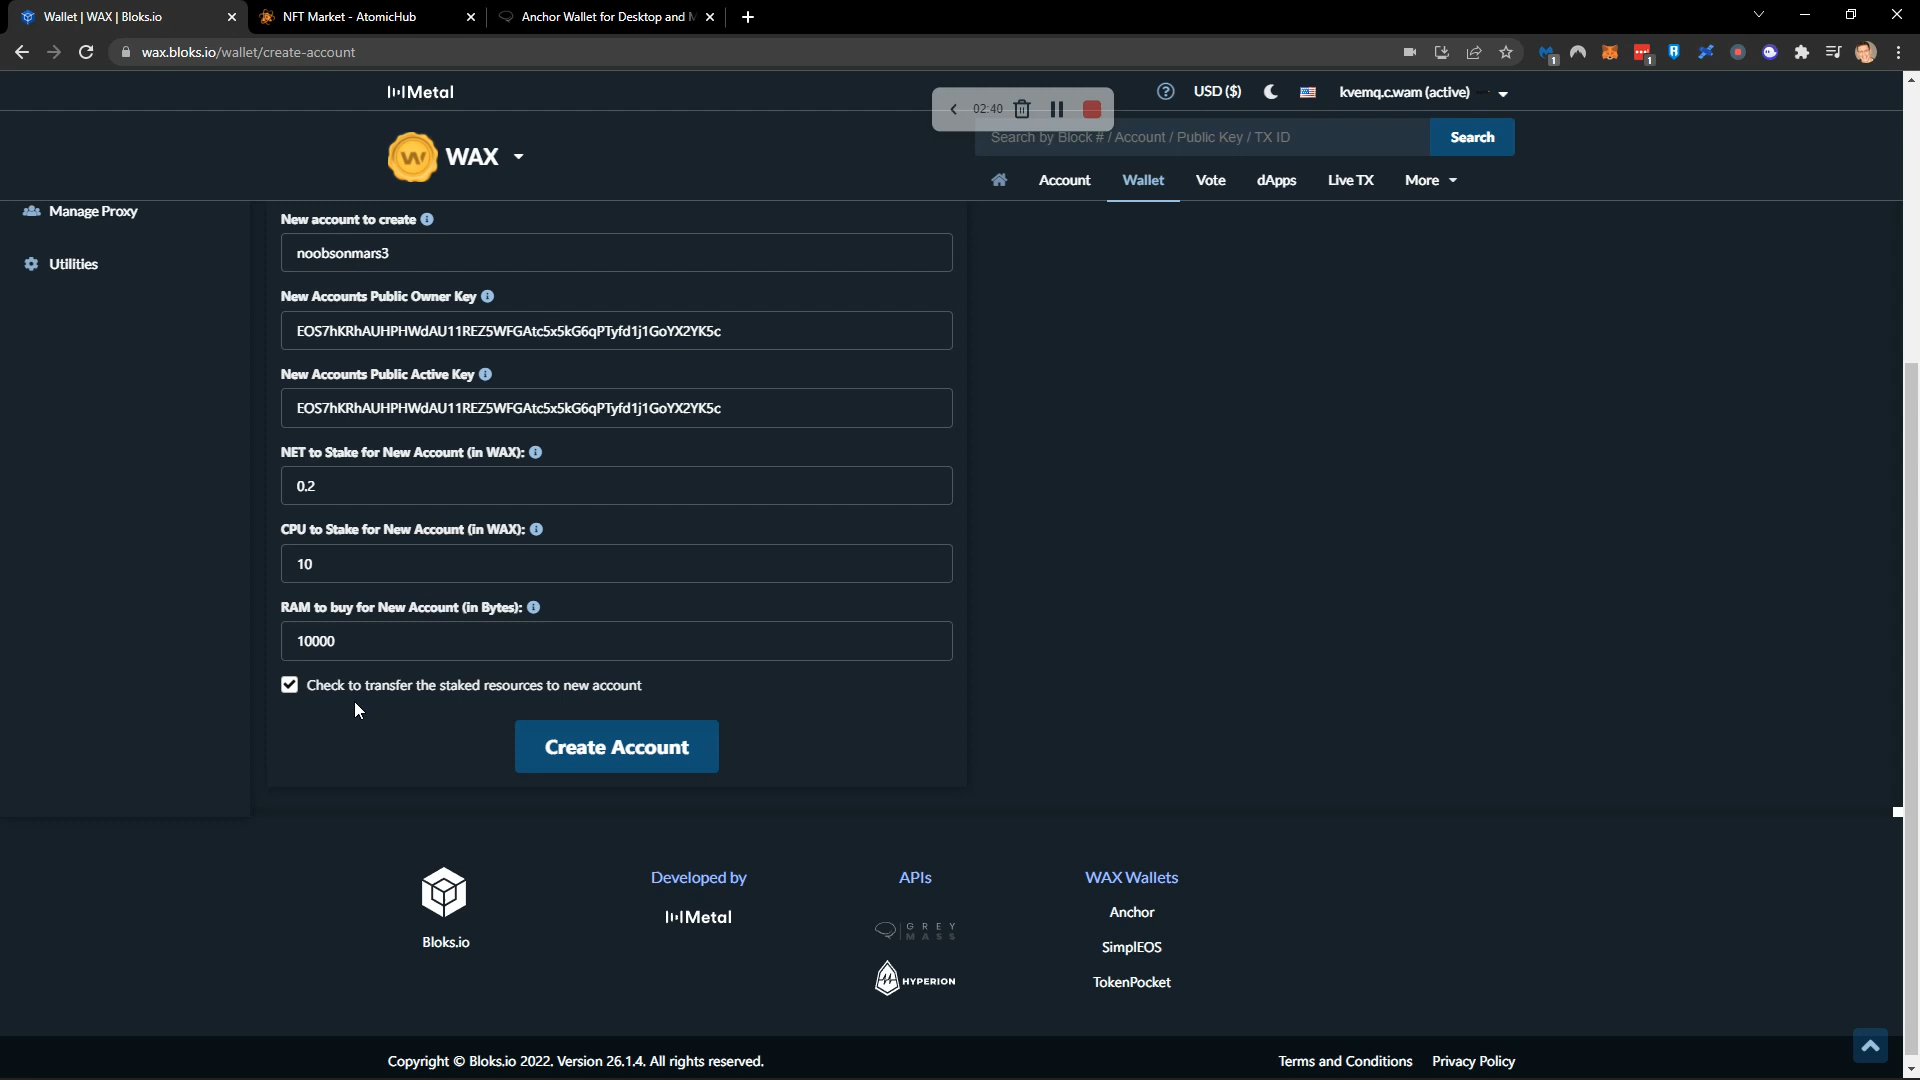 Wallet | WAX | Bloks.io
NFT Market - AtomicHub
Anchor Wallet for Desktop and M
wax.bloks.io/wallet/create-account
1
1
Metal
USD ($)
kvemq.c.wam (active)
02:40
WAX
Search by Block # / Account / Public Key / TX ID
Search
Account
Wallet
Vote
dApps
Live TX
More
Manage Proxy
Utilities
New account to create
noobsonmars3
New Accounts Public Owner Key
EOS7hKRhAUHPHWdAU11REZ5WFGAtc5x5kG6qPTyfd1j1GoYX2YK5c
New Accounts Public Active Key
EOS7hKRhAUHPHWdAU11REZ5WFGAtc5x5kG6qPTyfd1j1GoYX2YK5c
NET to Stake for New Account (in WAX):
0.2
CPU to Stake for New Account (in WAX):
10
RAM to buy for New Account (in Bytes):
10000
Check to transfer the staked resources to new account
Create Account
Bloks.io
Developed by
Metal
APIs
GREY
MASS
HYPERION
WAX Wallets
Anchor
SimplEOS
TokenPocket
Copyright © Bloks.io 2022. Version 26.1.4. All rights reserved.
Terms and Conditions
Privacy Policy